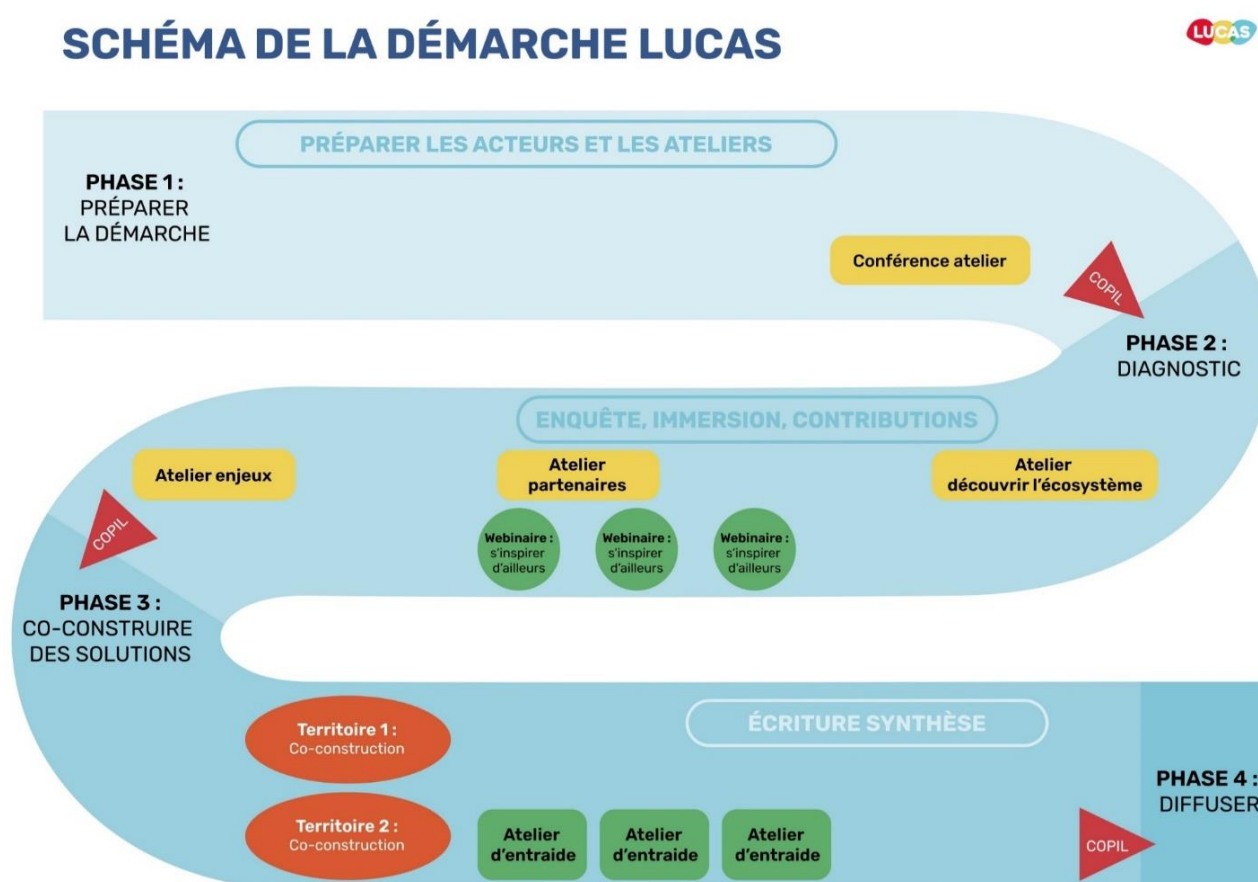 SCHÉMA DE LA DÉMARCHE LUCAS
LUCAS
PRÉPARER LES ACTEURS ET LES ATELIERS
PHASE 1 :
PRÉPARER
LA DÉMARCHE
Conférence atelier
COPIL
PHASE 2 :
DIAGNOSTIC
ENQUÊTE, IMMERSION, CONTRIBUTIONS
Atelier
découvrir l'écosystème
Atelier
partenaires
Atelier enjeux
Webinaire :
s'inspirer
d'ailleurs
Webinaire :
s'inspirer
d'ailleurs
Webinaire :
s'inspirer
d'ailleurs
COPIL
PHASE 3 :
CO-CONSTRUIRE
DES SOLUTIONS
Territoire 1 :
Co-construction
ÉCRITURE SYNTHÈSE
Territoire 2 :
Co-construction
Atelier
d'entraide
Atelier
d'entraide
Atelier
d'entraide
COPIL
PHASE 4 :
DIFFUSER